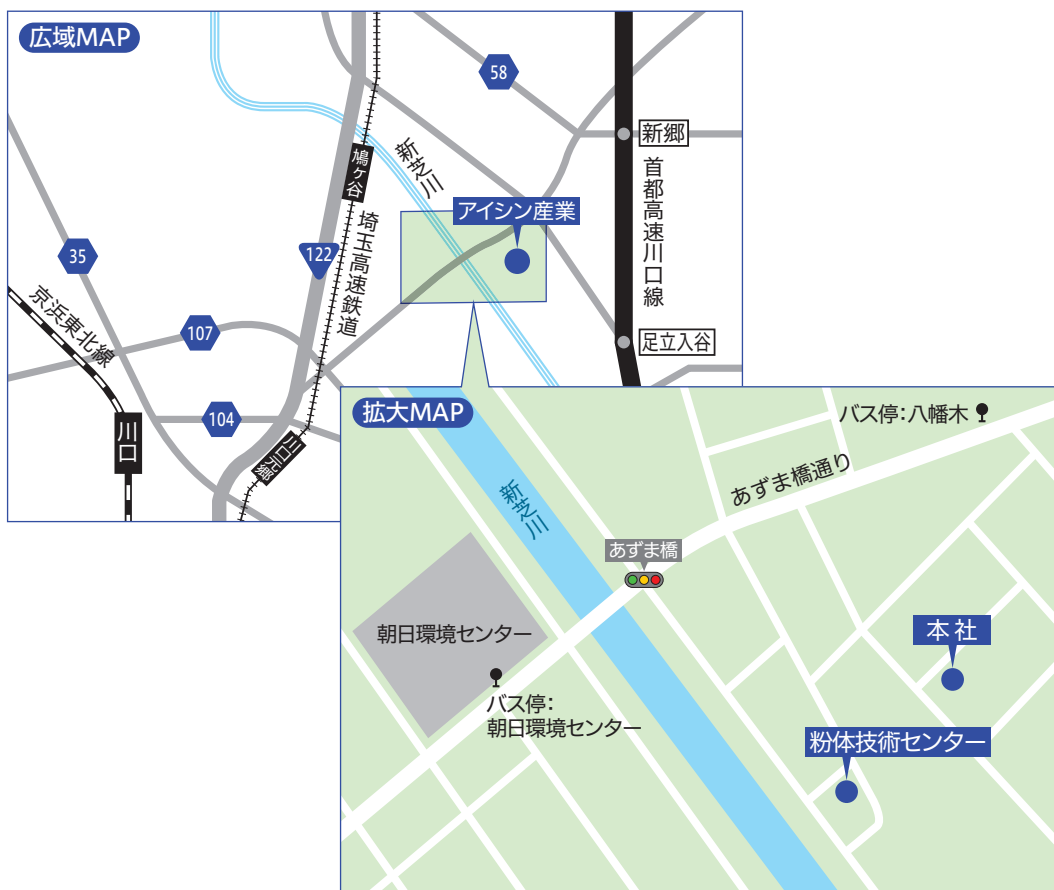 広域MAP
58
新郷
鳩ヶ谷
新芝川
アイシン産業
首都高速川口線
埼玉高速鉄道
122
35
京浜東北線
107
足立入谷
104
川口
川口元郷
拡大MAP
バス停：八幡木
あずま橋通り
新芝川
あずま橋
朝日環境センター
本社
バス停：
朝日環境センター
粉体技術センター